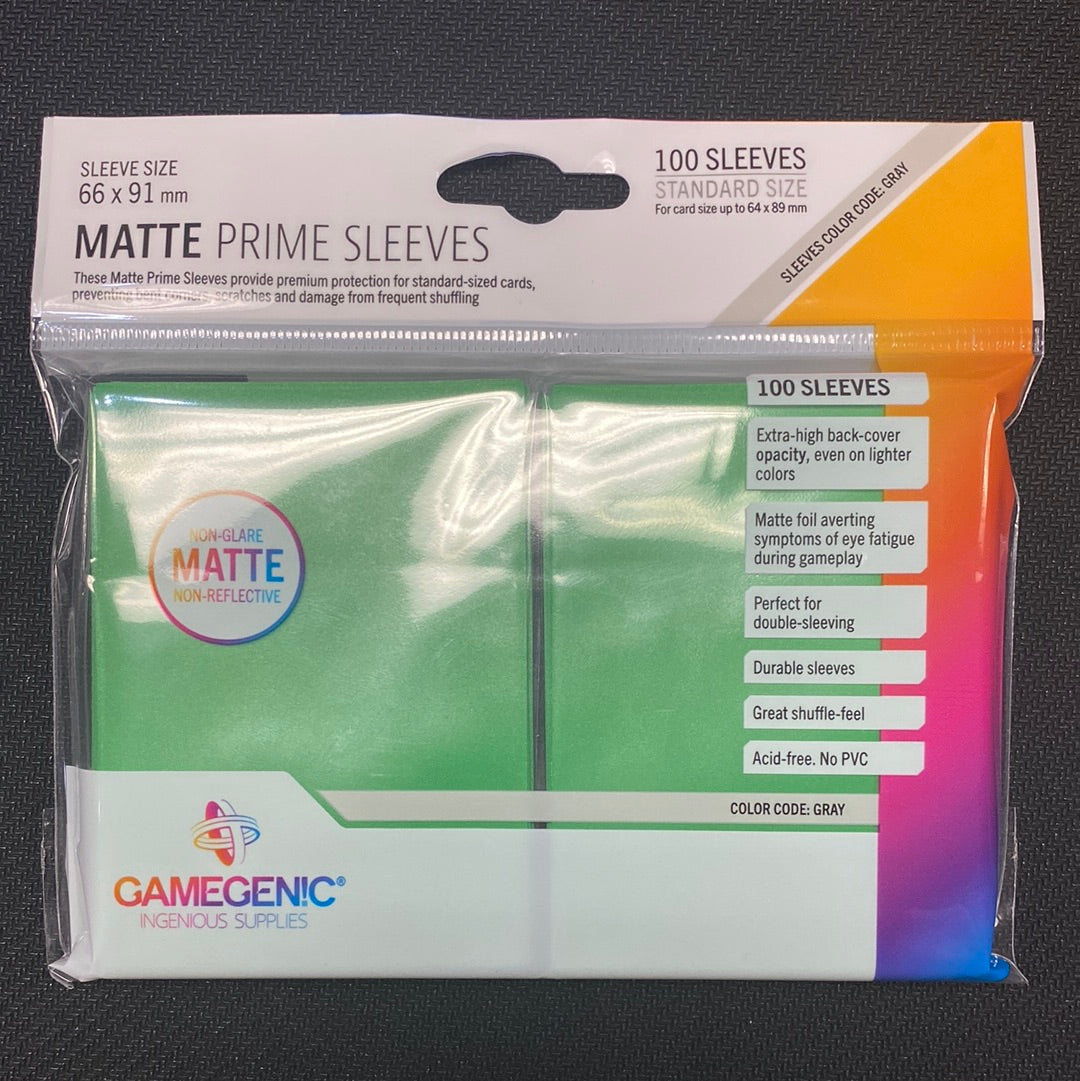 SLEEVE SIZE
66 x 91 mm
MATTE PRIME SLEEVES
These Matte Prime Sleeves provide premium protection for standard-sized cards,
preventing bent corners, scratches and damage from frequent shuffling
100 SLEEVES
STANDARD SIZE
For card size up to 64 x 89 mm
SLEEVES COLOR CODE: GRAY
100 SLEEVES
Extra-high back-cover
opacity, even on lighter
colors
Matte foil averting
symptoms of eye fatigue
during gameplay
Perfect for
double-sleeving
Durable sleeves
Great shuffle-feel
Acid-free. No PVC
NON-GLARE
MATTE
NON-REFLECTIVE
COLOR CODE: GRAY
GAMEGEN!C®
INGENIOUS SUPPLIES